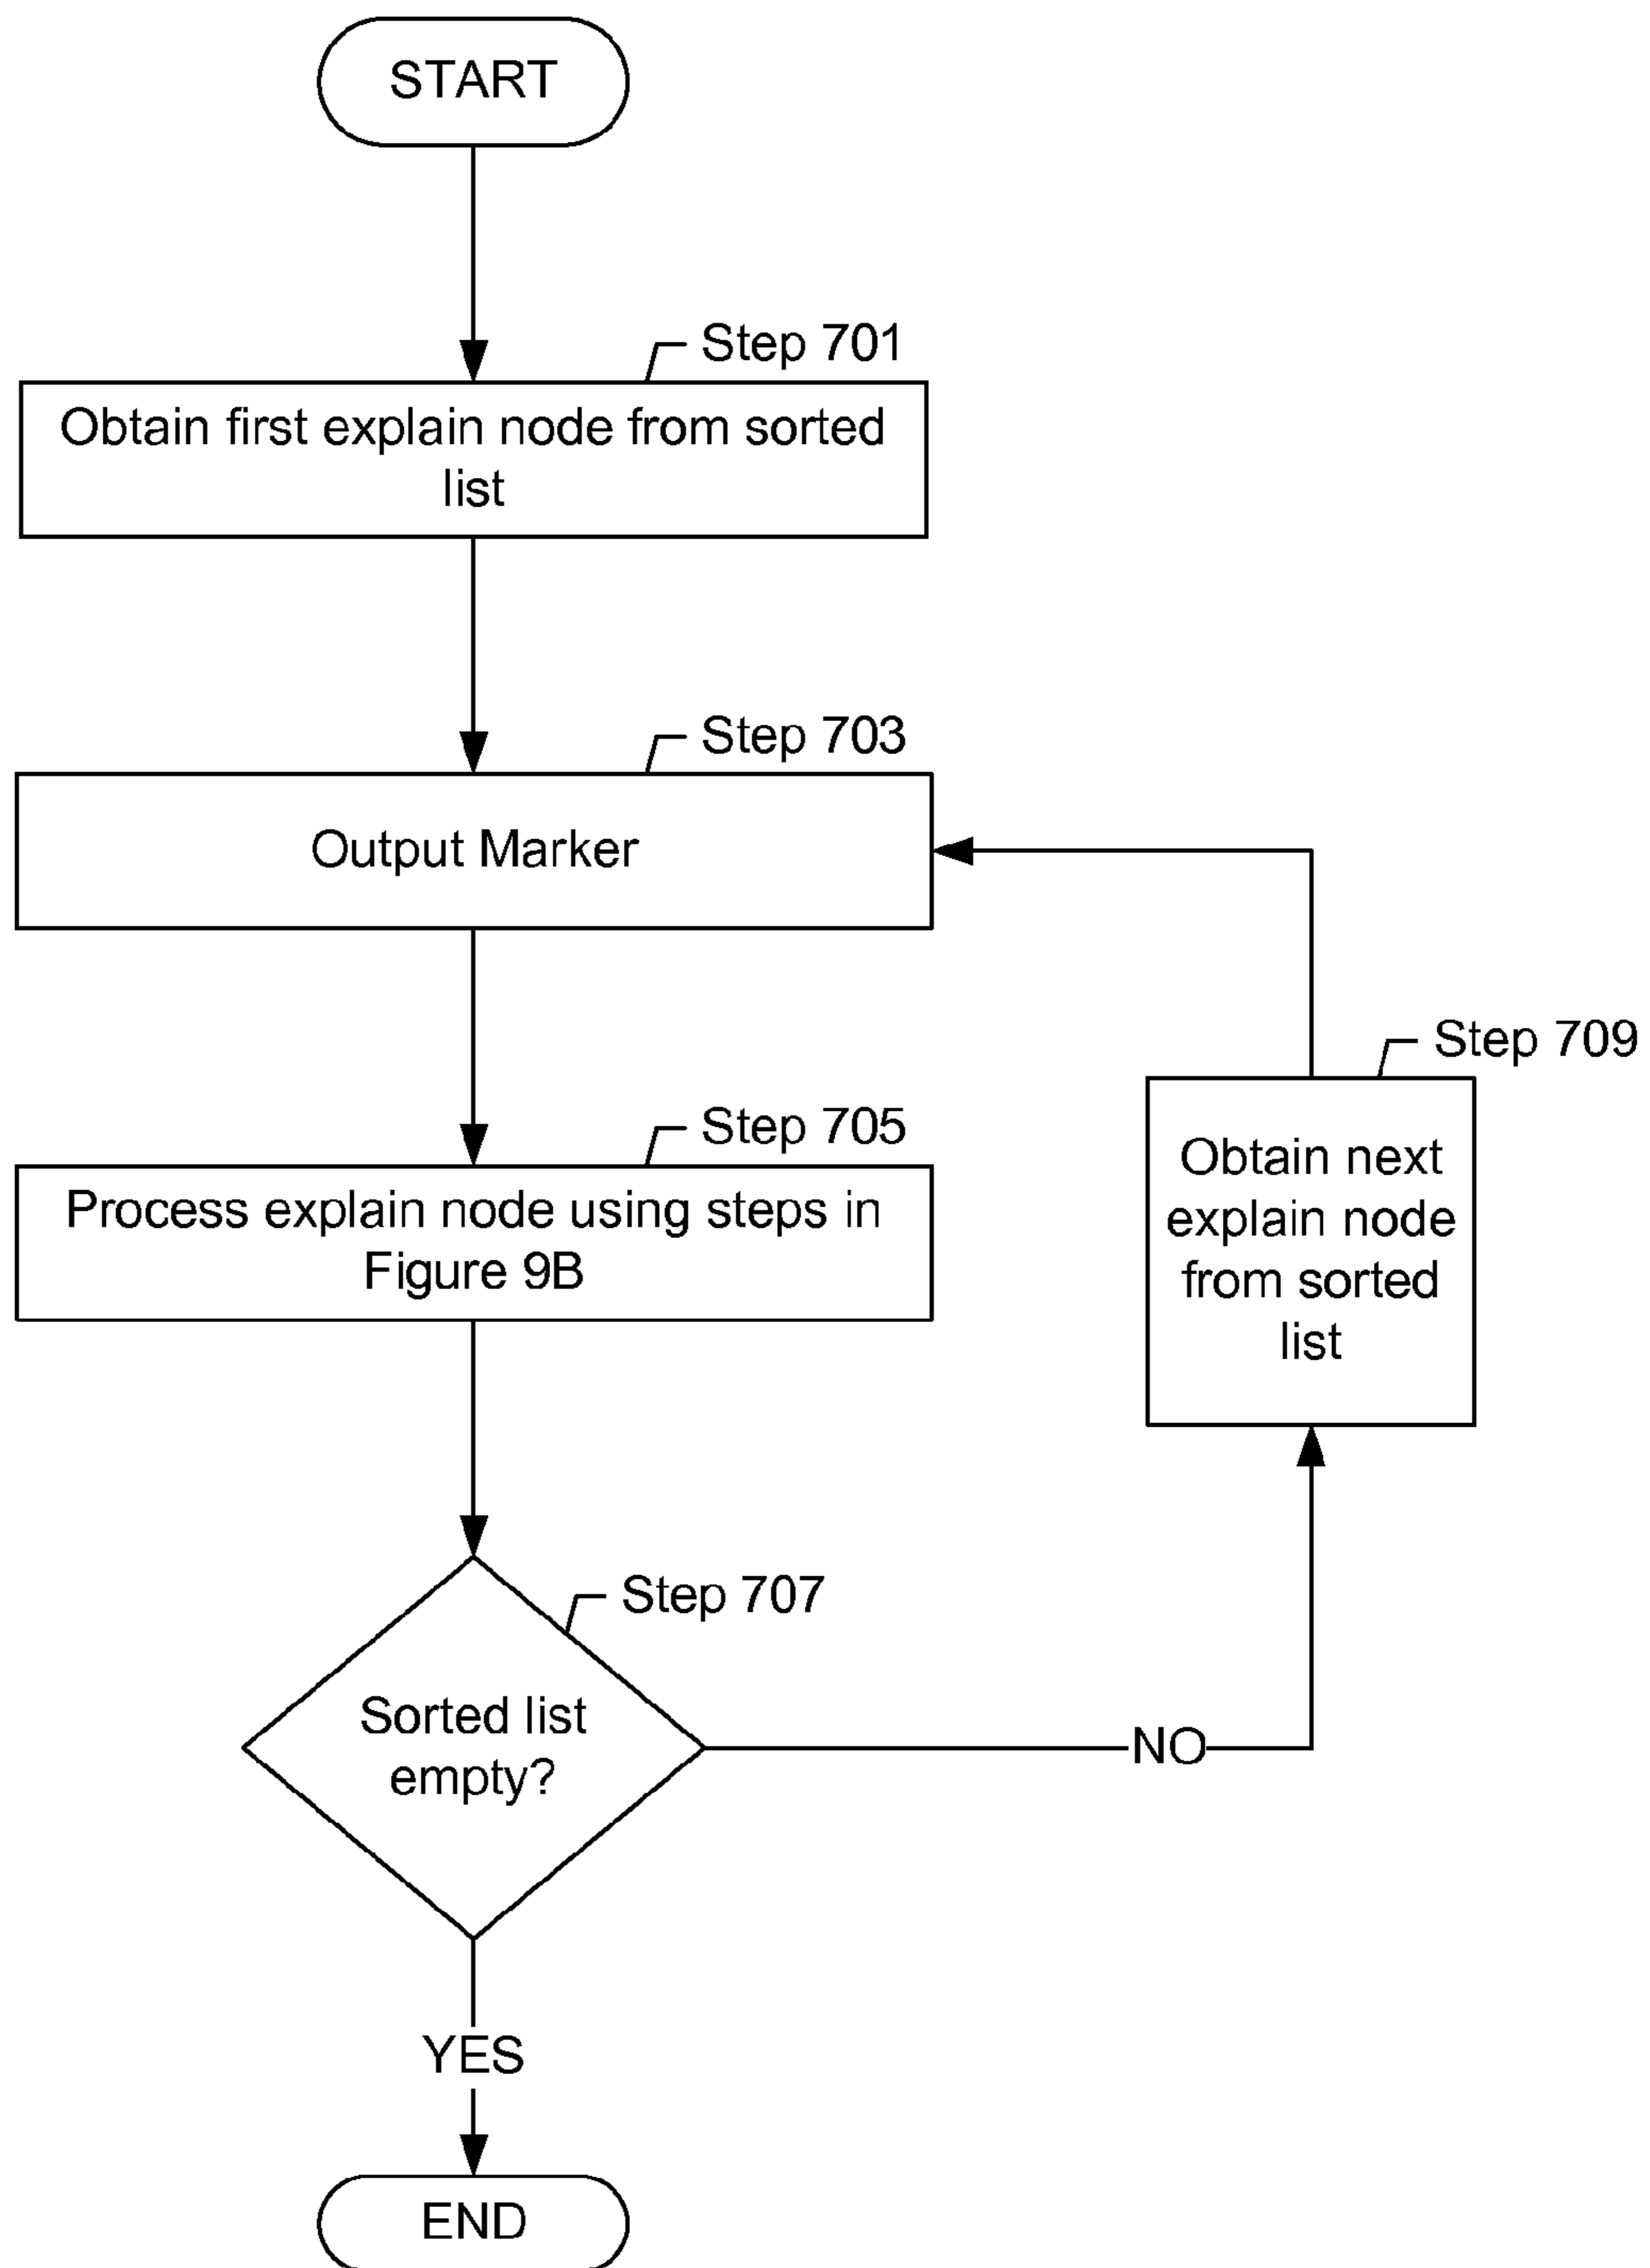 START
Step 701
Obtain first explain node from sorted
list
Step 703
Output Marker
Step 709
Obtain next
explain node
from sorted
list
Step 705
Process explain node using steps in
Figure 9B
Step 707
Sorted list
empty?
NO
YES
END